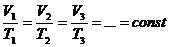 V₁/T₁ = V₂/T₂ = V₃/T₃ = ... = const